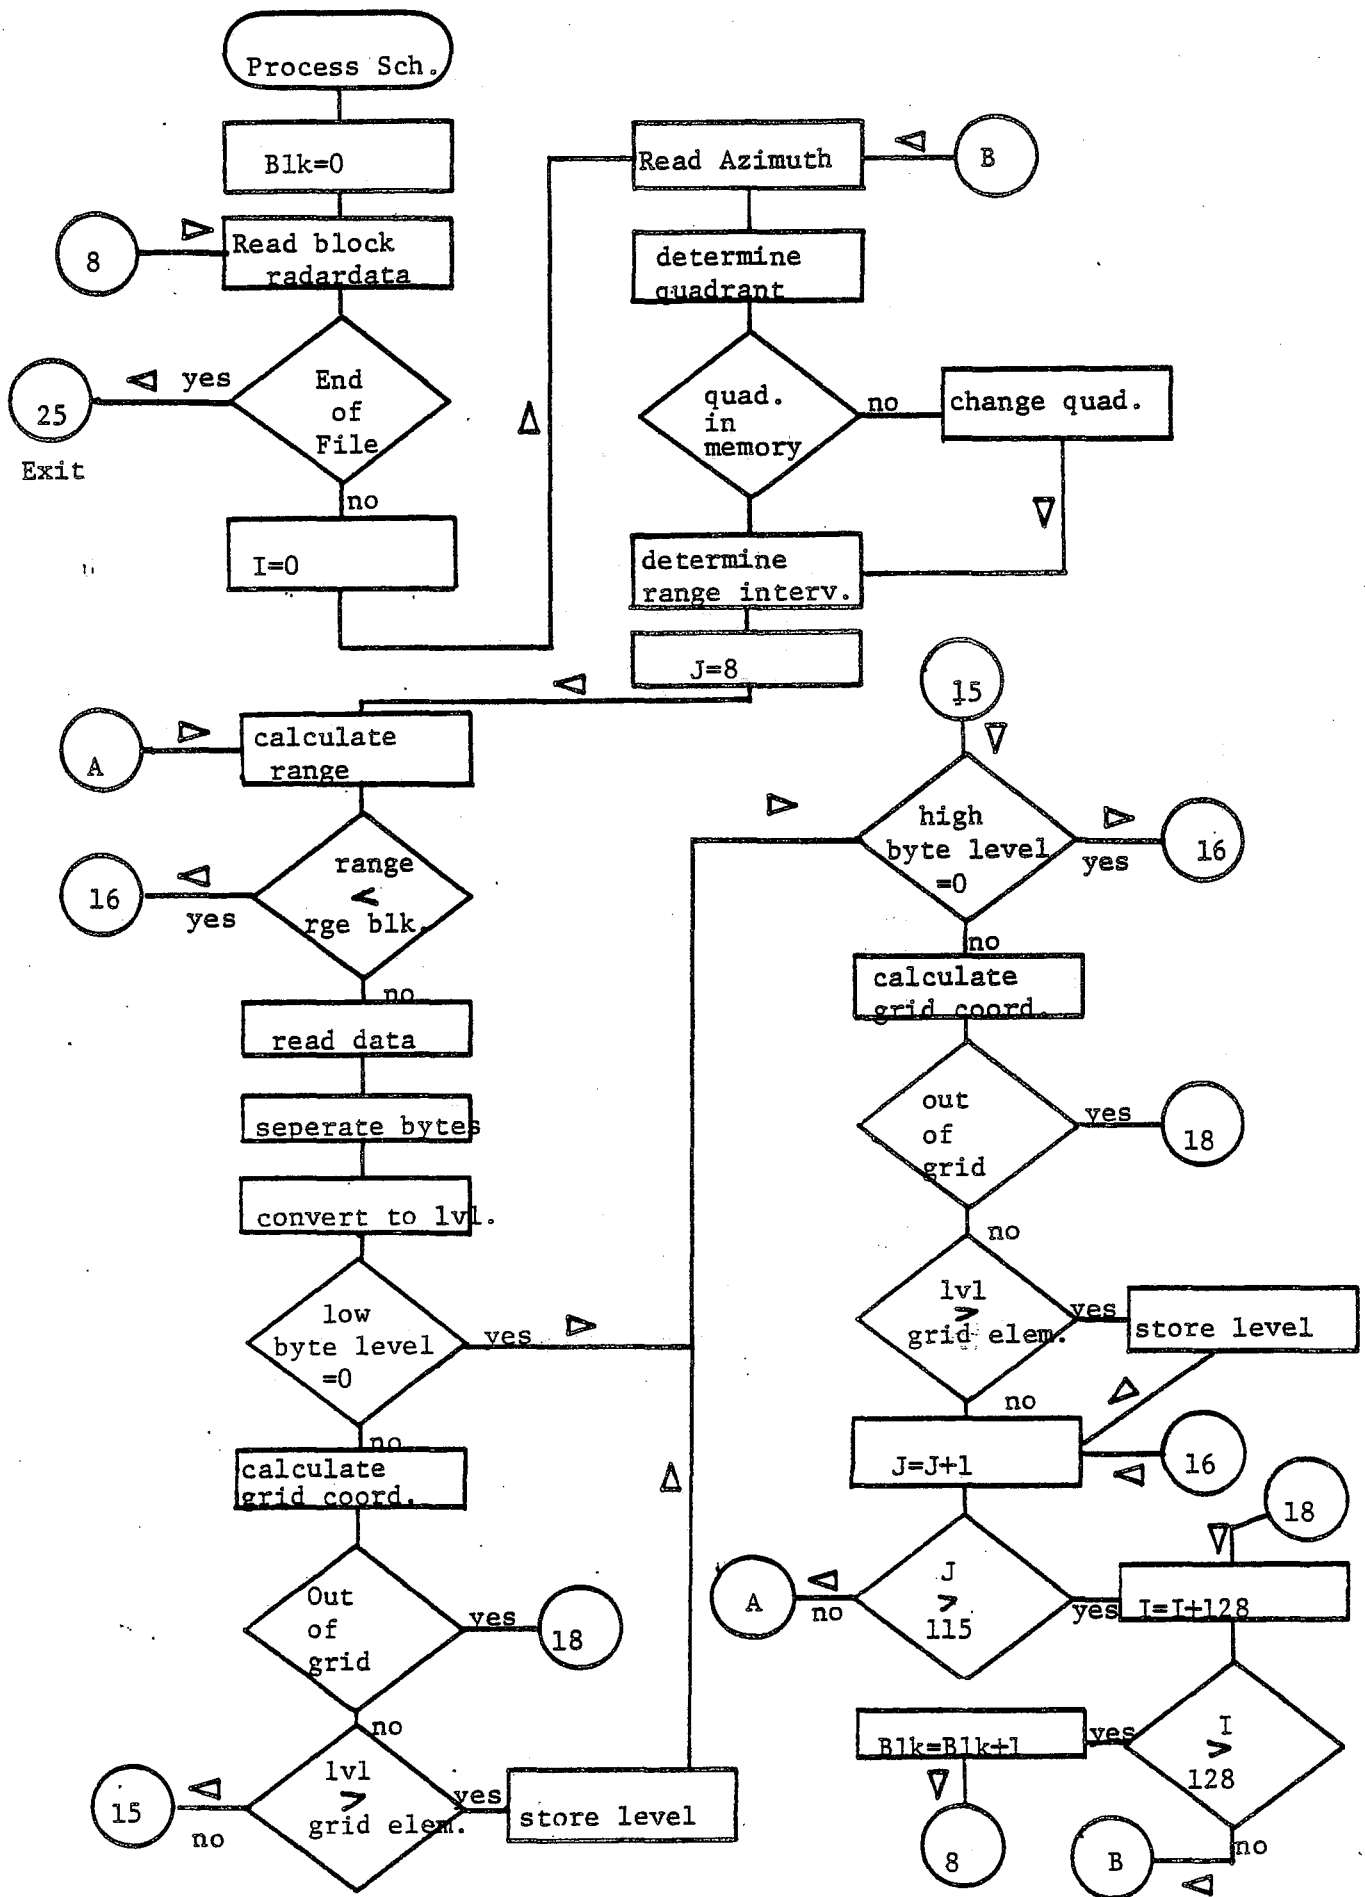 Process Sch.
Blk=0
8
Read block
radardata
End
of
File
yes
25
Exit
no
I=0
Read Azimuth
B
determine
quadrant
quad.
in
memory
no
change quad.
determine
range interv.
J=8
A
calculate
range
range
<
rge blk.
yes
16
no
read data
seperate bytes
convert to lvl.
low
byte level
=0
yes
no
calculate
grid coord.
Out
of
grid
yes
18
no
lvl
>
grid elem.
no
15
yes
store level
15
high
byte level
=0
yes
16
no
calculate
grid coord.
out
of
grid
yes
18
no
lvl
>
grid elem.
yes
store level
no
J=J+1
16
J
>
115
no
A
yes
18
I=I+128
I
>
128
yes
Blk=Blk+1
8
no
B